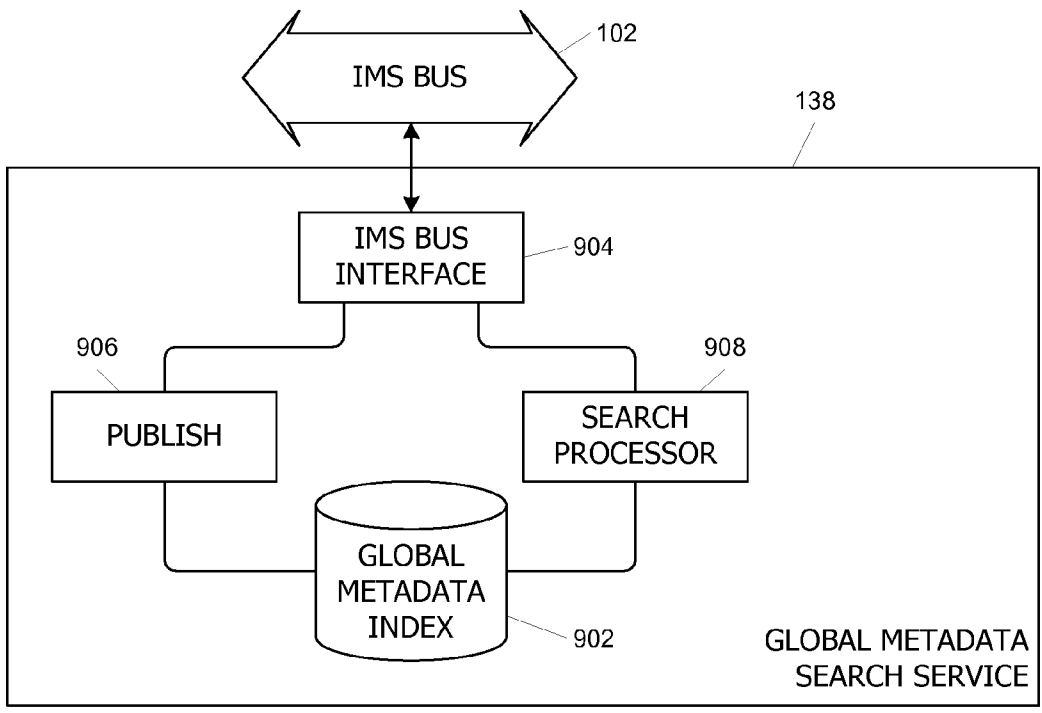 102
IMS BUS
138
IMS BUS
INTERFACE
904
906
908
PUBLISH
SEARCH
PROCESSOR
GLOBAL
METADATA
INDEX
902
GLOBAL METADATA
SEARCH SERVICE